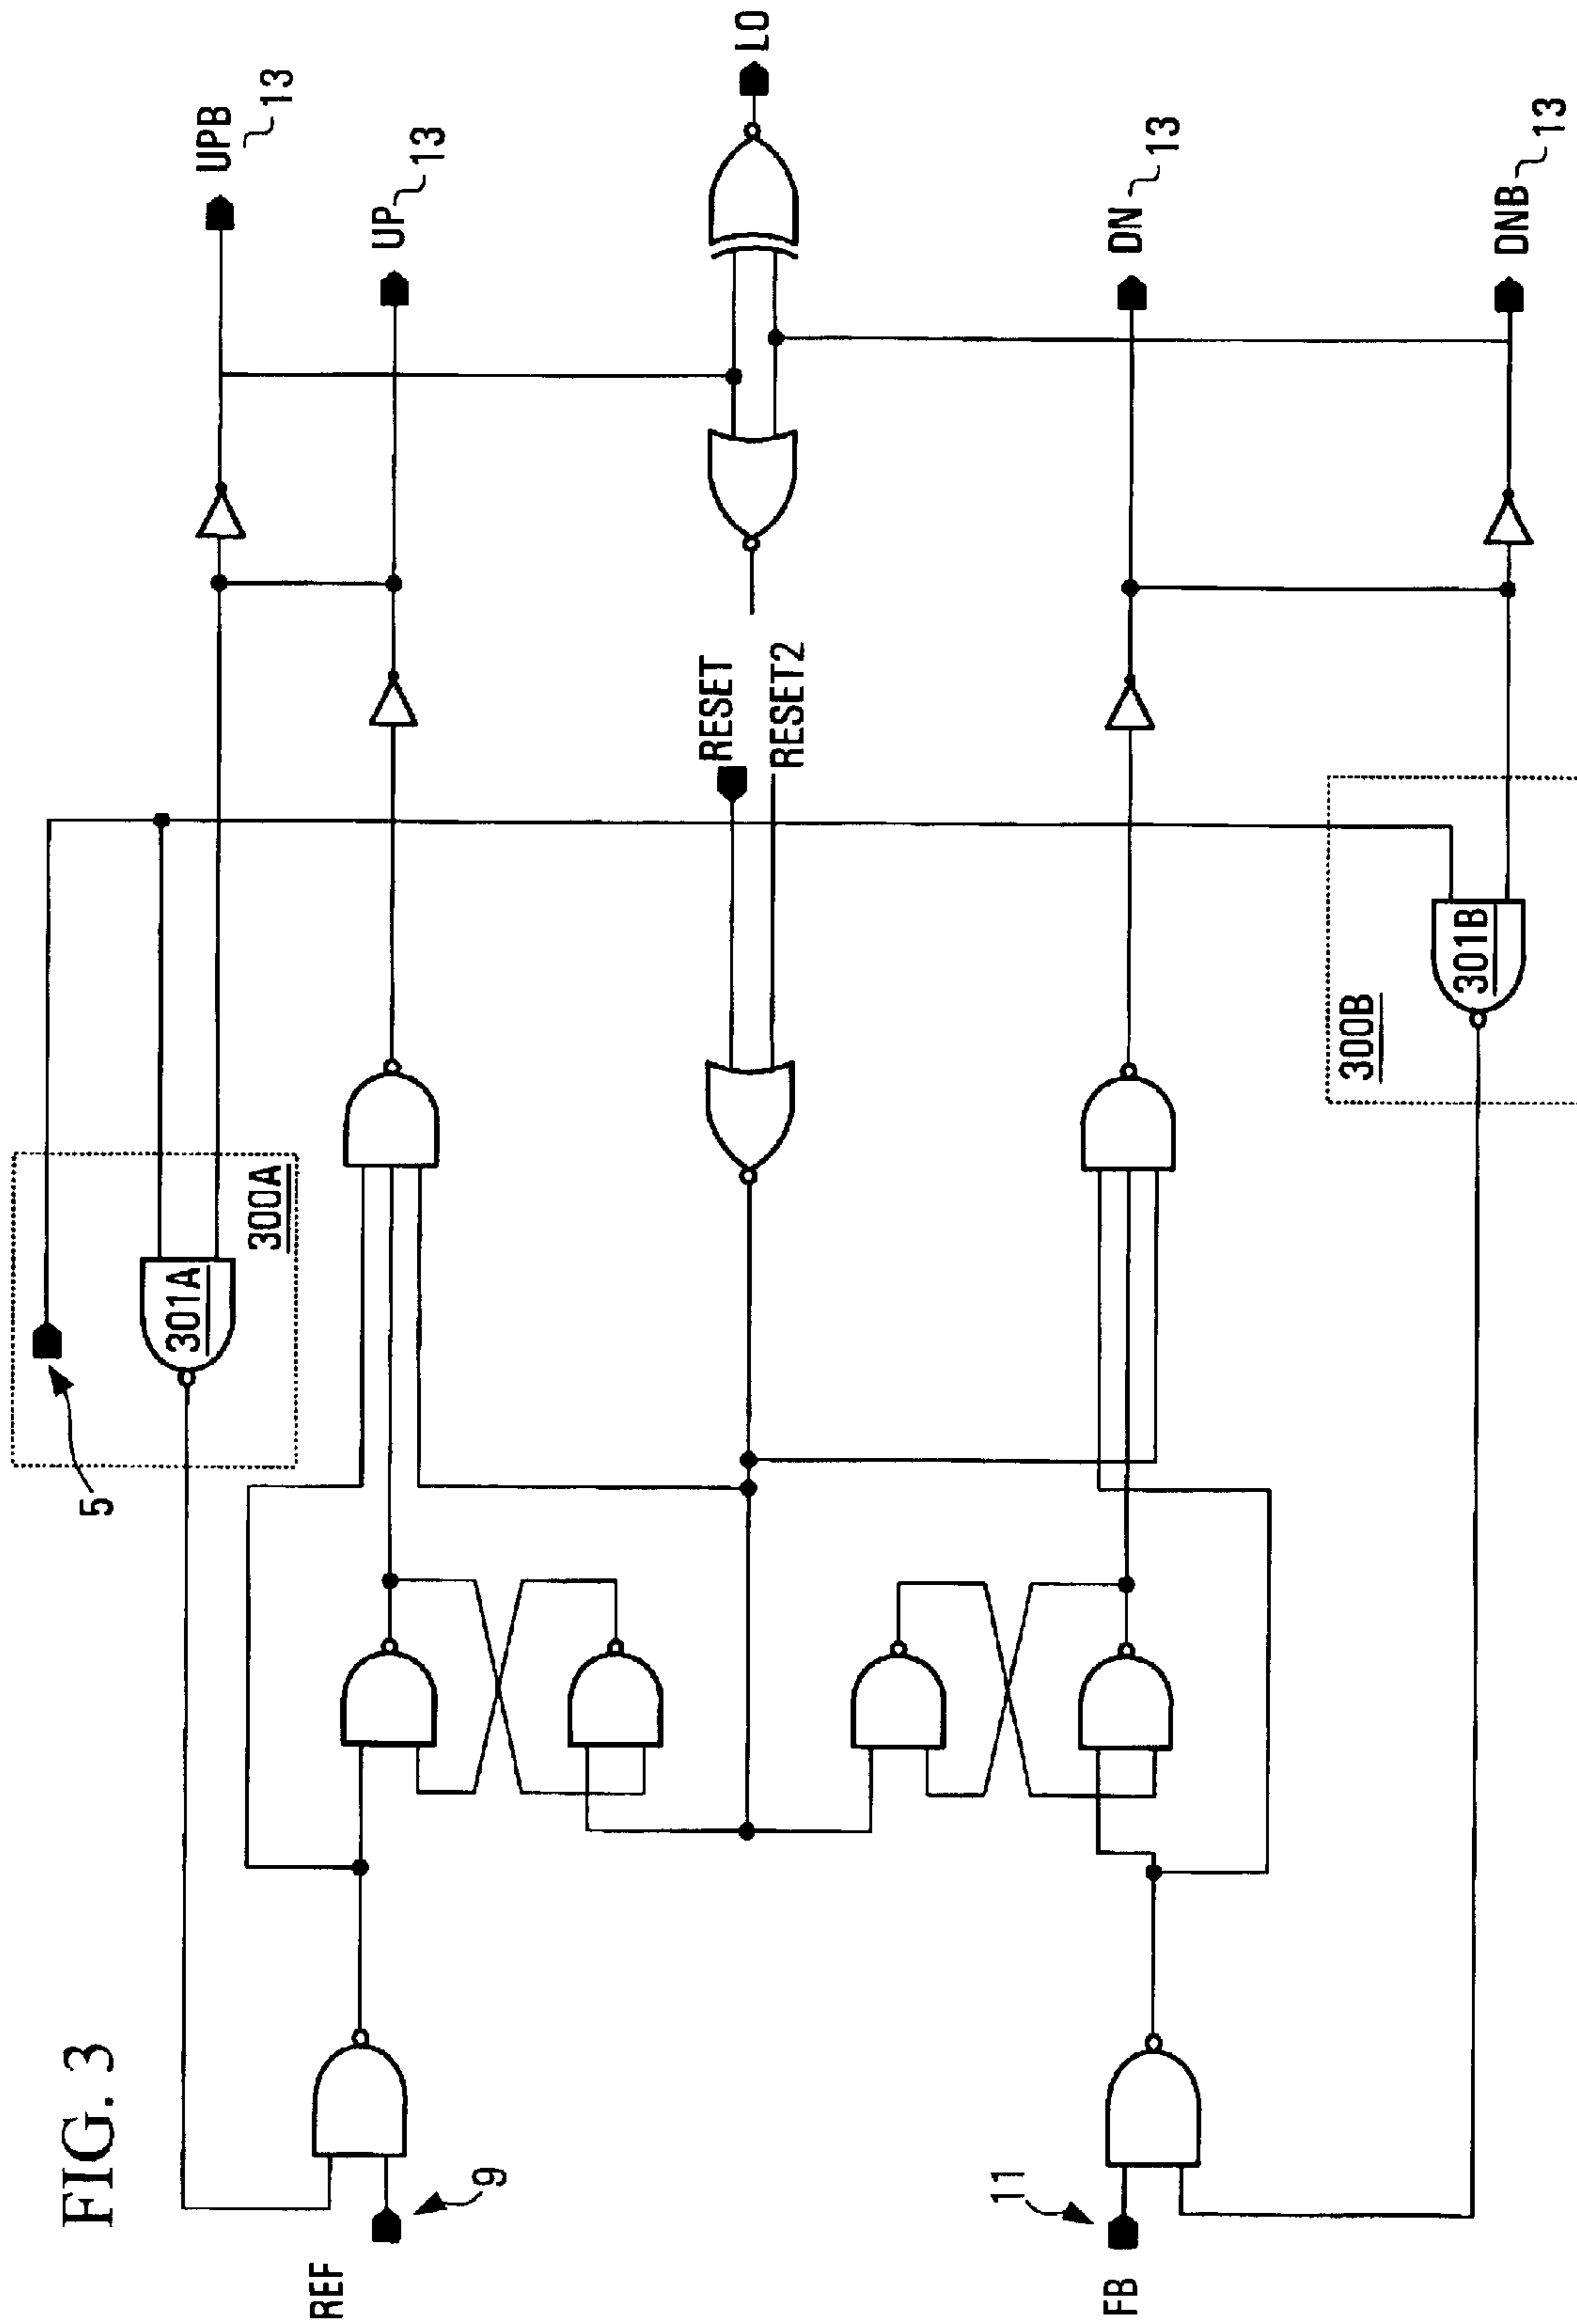 FIG. 3
REF
9
FB
11
5
301A
300A
RESET
RESET2
300B
301B
UPB
13
UP
13
LO
DN
13
DNB
13